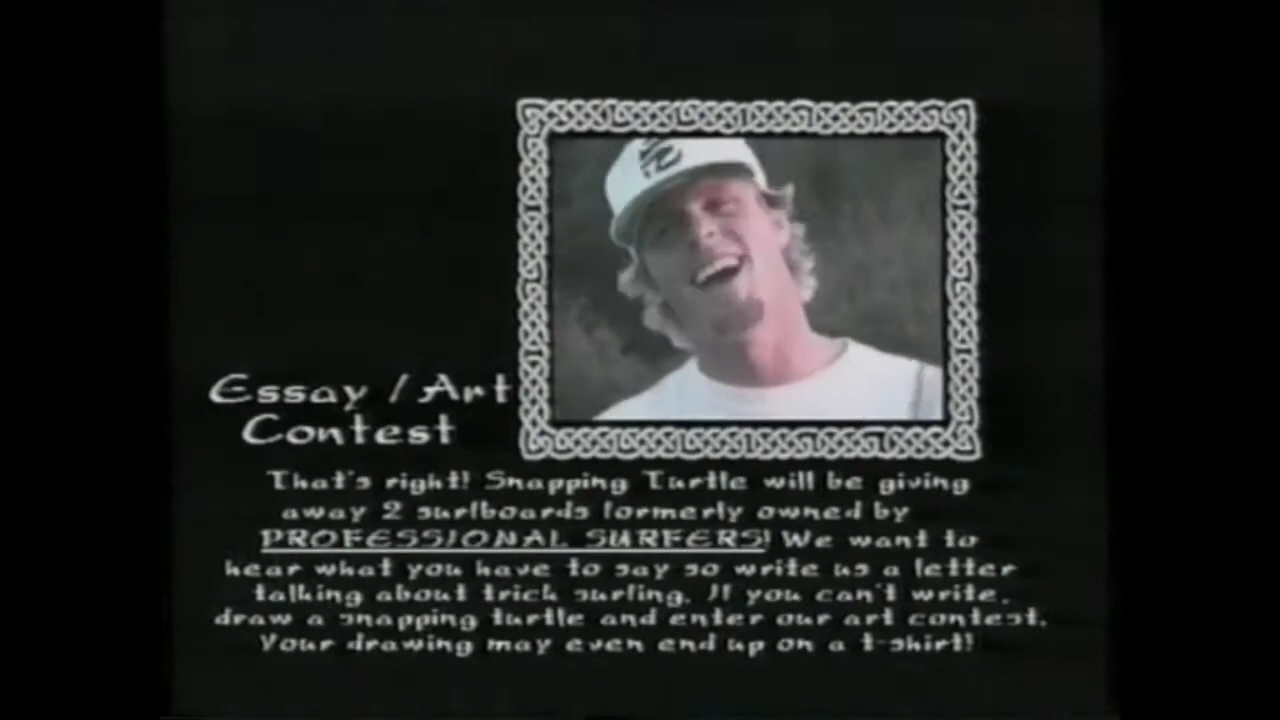 Essay / Art
Contest
That's right! Snapping Turtle will be giving
away 2 surfboards formerly owned by
PROFESSIONAL SURFERS! We want to
hear what you have to say so write us a letter
talking about trick surfing. If you can't write,
draw a snapping turtle and enter our art contest.
Your drawing may even end up on a t-shirt!